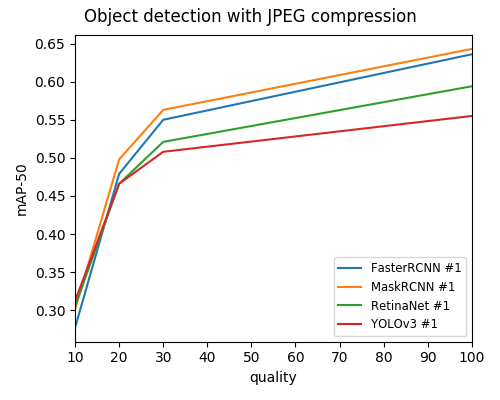 Object detection with JPEG compression
mAP-50
0.65
0.60
0.55
0.50
0.45
0.40
0.35
0.30
10 20 30 40 50 60 70 80 90 100
quality
FasterRCNN #1
MaskRCNN #1
RetinaNet #1
YOLOv3 #1